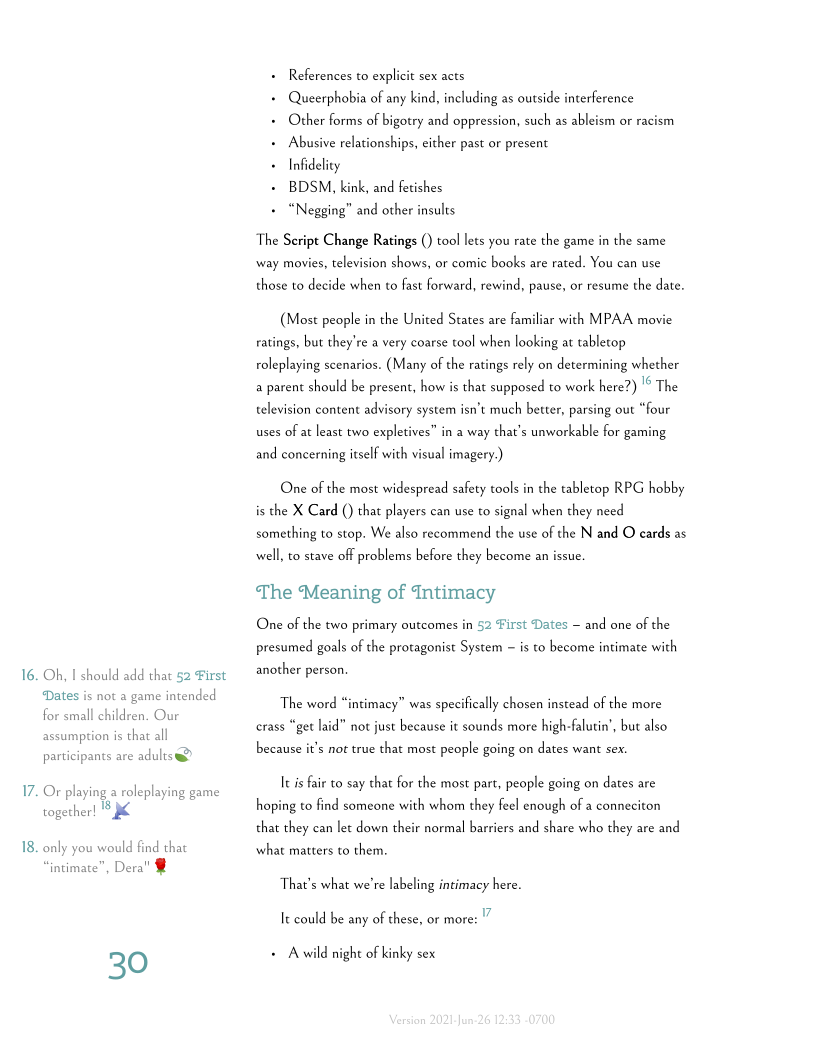 • References to explicit sex acts
• Queerphobia of any kind, including as outside interference
• Other forms of bigotry and oppression, such as ableism or racism
• Abusive relationships, either past or present
• Infidelity
• BDSM, kink, and fetishes
• “Negging” and other insults
The Script Change Ratings () tool lets you rate the game in the same
way movies, television shows, or comic books are rated. You can use
those to decide when to fast forward, rewind, pause, or resume the date.
(Most people in the United States are familiar with MPAA movie
ratings, but they’re a very coarse tool when looking at tabletop
roleplaying scenarios. (Many of the ratings rely on determining whether
a parent should be present, how is that supposed to work here?) 16 The
television content advisory system isn’t much better, parsing out “four
uses of at least two expletives” in a way that’s unworkable for gaming
and concerning itself with visual imagery.)
One of the most widespread safety tools in the tabletop RPG hobby
is the X Card () that players can use to signal when they need
something to stop. We also recommend the use of the N and O cards as
well, to stave off problems before they become an issue.
The Meaning of Intimacy
One of the two primary outcomes in 52 First Dates – and one of the
presumed goals of the protagonist System – is to become intimate with
another person.
The word “intimacy” was specifically chosen instead of the more
crass “get laid” not just because it sounds more high-falutin’, but also
because it’s not true that most people going on dates want sex.
It is fair to say that for the most part, people going on dates are
hoping to find someone with whom they feel enough of a conneciton
that they can let down their normal barriers and share who they are and
what matters to them.
That’s what we’re labeling intimacy here.
It could be any of these, or more: 17
• A wild night of kinky sex
16. Oh, I should add that 52 First
Dates is not a game intended
for small children. Our
assumption is that all
participants are adults
17. Or playing a roleplaying game
together! 18
18. only you would find that
“intimate”, Dera"
30
Version 2021-Jun-26 12:33 -0700